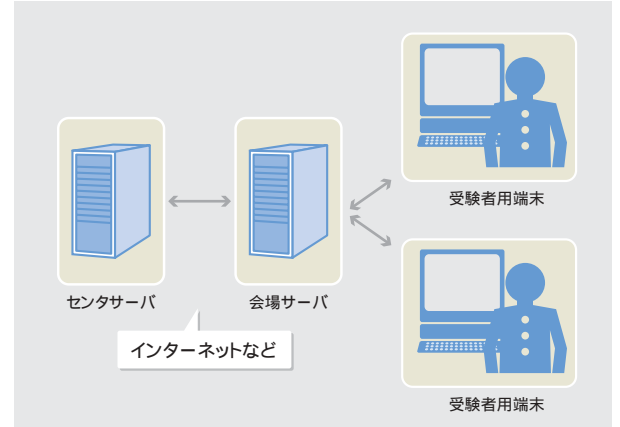 受験者用端末
センタサーバ
会場サーバ
インターネットなど
受験者用端末